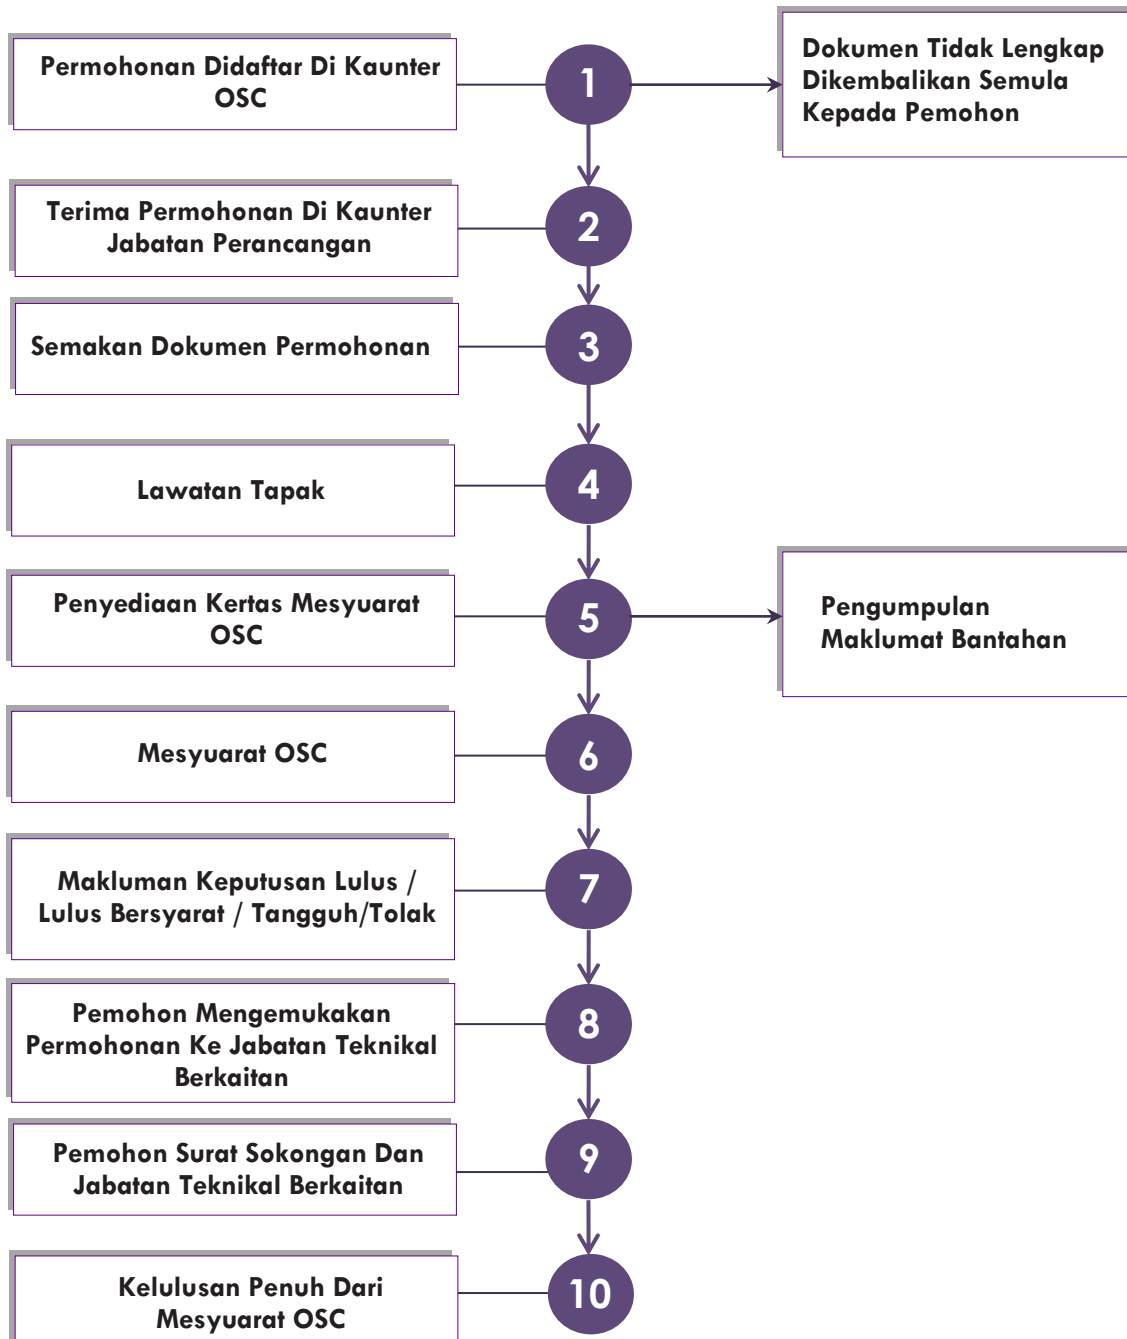 Permohonan Didaftar Di Kaunter
OSC
1
Dokumen Tidak Lengkap
Dikembalikan Semula
Kepada Pemohon
Terima Permohonan Di Kaunter
Jabatan Perancangan
2
Semakan Dokumen Permohonan
3
Lawatan Tapak
4
Penyediaan Kertas Mesyuarat
OSC
5
Pengumpulan
Maklumat Bantahan
Mesyuarat OSC
6
Makluman Keputusan Lulus /
Lulus Bersyarat / Tangguh/Tolak
7
Pemohon Mengemukakan
Permohonan Ke Jabatan Teknikal
Berkaitan
8
Pemohon Surat Sokongan Dan
Jabatan Teknikal Berkaitan
9
Kelulusan Penuh Dari
Mesyuarat OSC
10